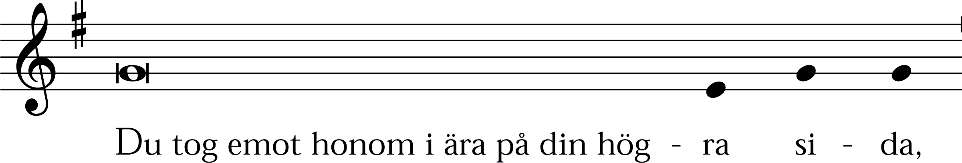 Du tog emot honom i ära på din hög - ra si - da,